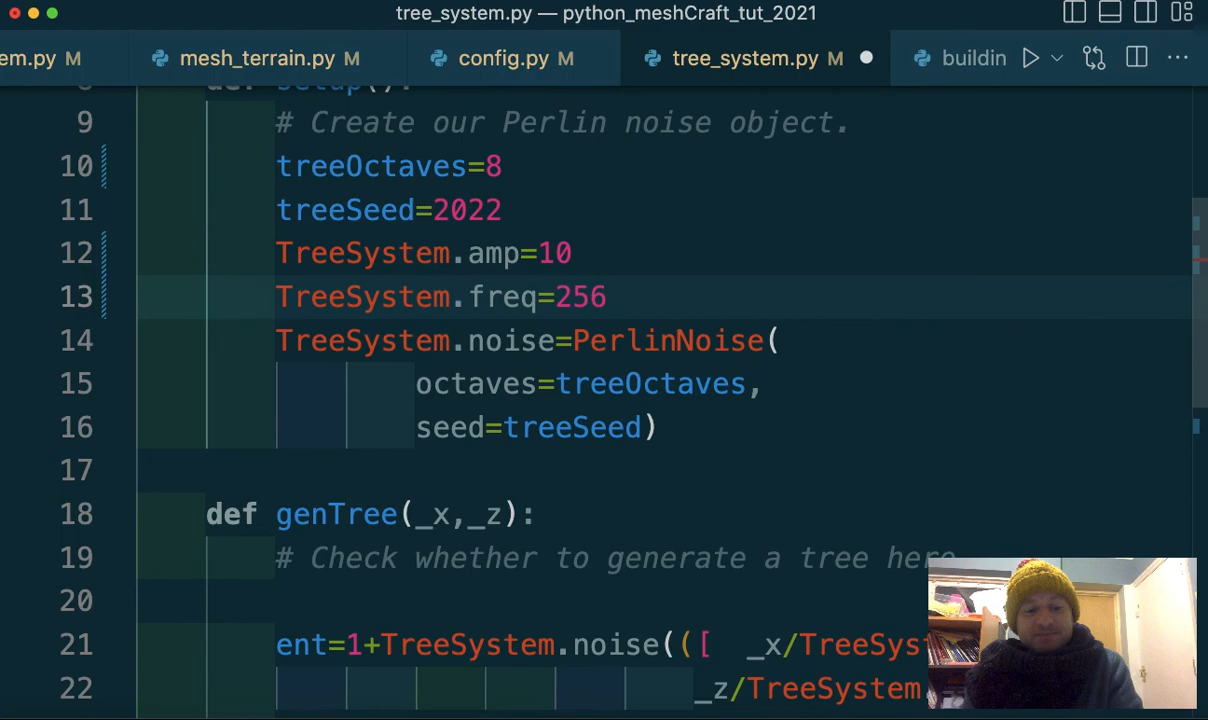 tree_system.py — python_meshCraft_tut_2021
em.py M mesh_terrain.py M config.py M tree_system.py M buildin
def setup():
9 # Create our Perlin noise object.
10 treeOctaves=8
11 treeSeed=2022
12 TreeSystem.amp=10
13 TreeSystem.freq=256
14 TreeSystem.noise=PerlinNoise(
15 octaves=treeOctaves,
16 seed=treeSeed)
17
18 def genTree(_x,_z):
19 # Check whether to generate a tree here
20
21 ent=1+TreeSystem.noise(([ _x/TreeSys
22 _z/TreeSystem